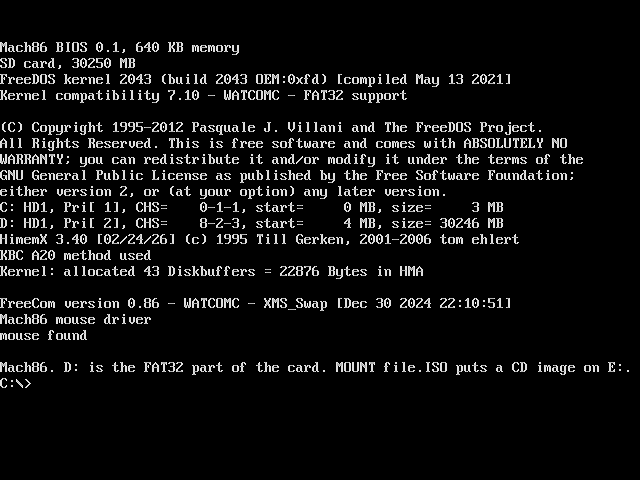 Mach86 BIOS 0.1, 640 KB memory
SD card, 30250 MB
FreeDOS kernel 2043 (build 2043 OEM:0xfd) [compiled May 13 2021]
Kernel compatibility 7.10 - WATCOMC - FAT32 support
(C) Copyright 1995-2012 Pasquale J. Villani and The FreeDOS Project.
All Rights Reserved. This is free software and comes with ABSOLUTELY NO
WARRANTY; you can redistribute it and/or modify it under the terms of the
GNU General Public License as published by the Free Software Foundation;
either version 2, or (at your option) any later version.
C: HD1, Pri[ 1], CHS=    0-1-1, start=      0 MB, size=      3 MB
D: HD1, Pri[ 2], CHS=    8-2-3, start=      4 MB, size= 30246 MB
HimemX 3.40 [02/24/26] (c) 1995 Till Gerken, 2001-2006 tom ehlert
KBC A20 method used
Kernel: allocated 43 Diskbuffers = 22876 Bytes in HMA
FreeCom version 0.86 - WATCOMC - XMS_Swap [Dec 30 2024 22:10:51]
Mach86 mouse driver
mouse found
Mach86. D: is the FAT32 part of the card. MOUNT file.ISO puts a CD image on E:.
C:\>